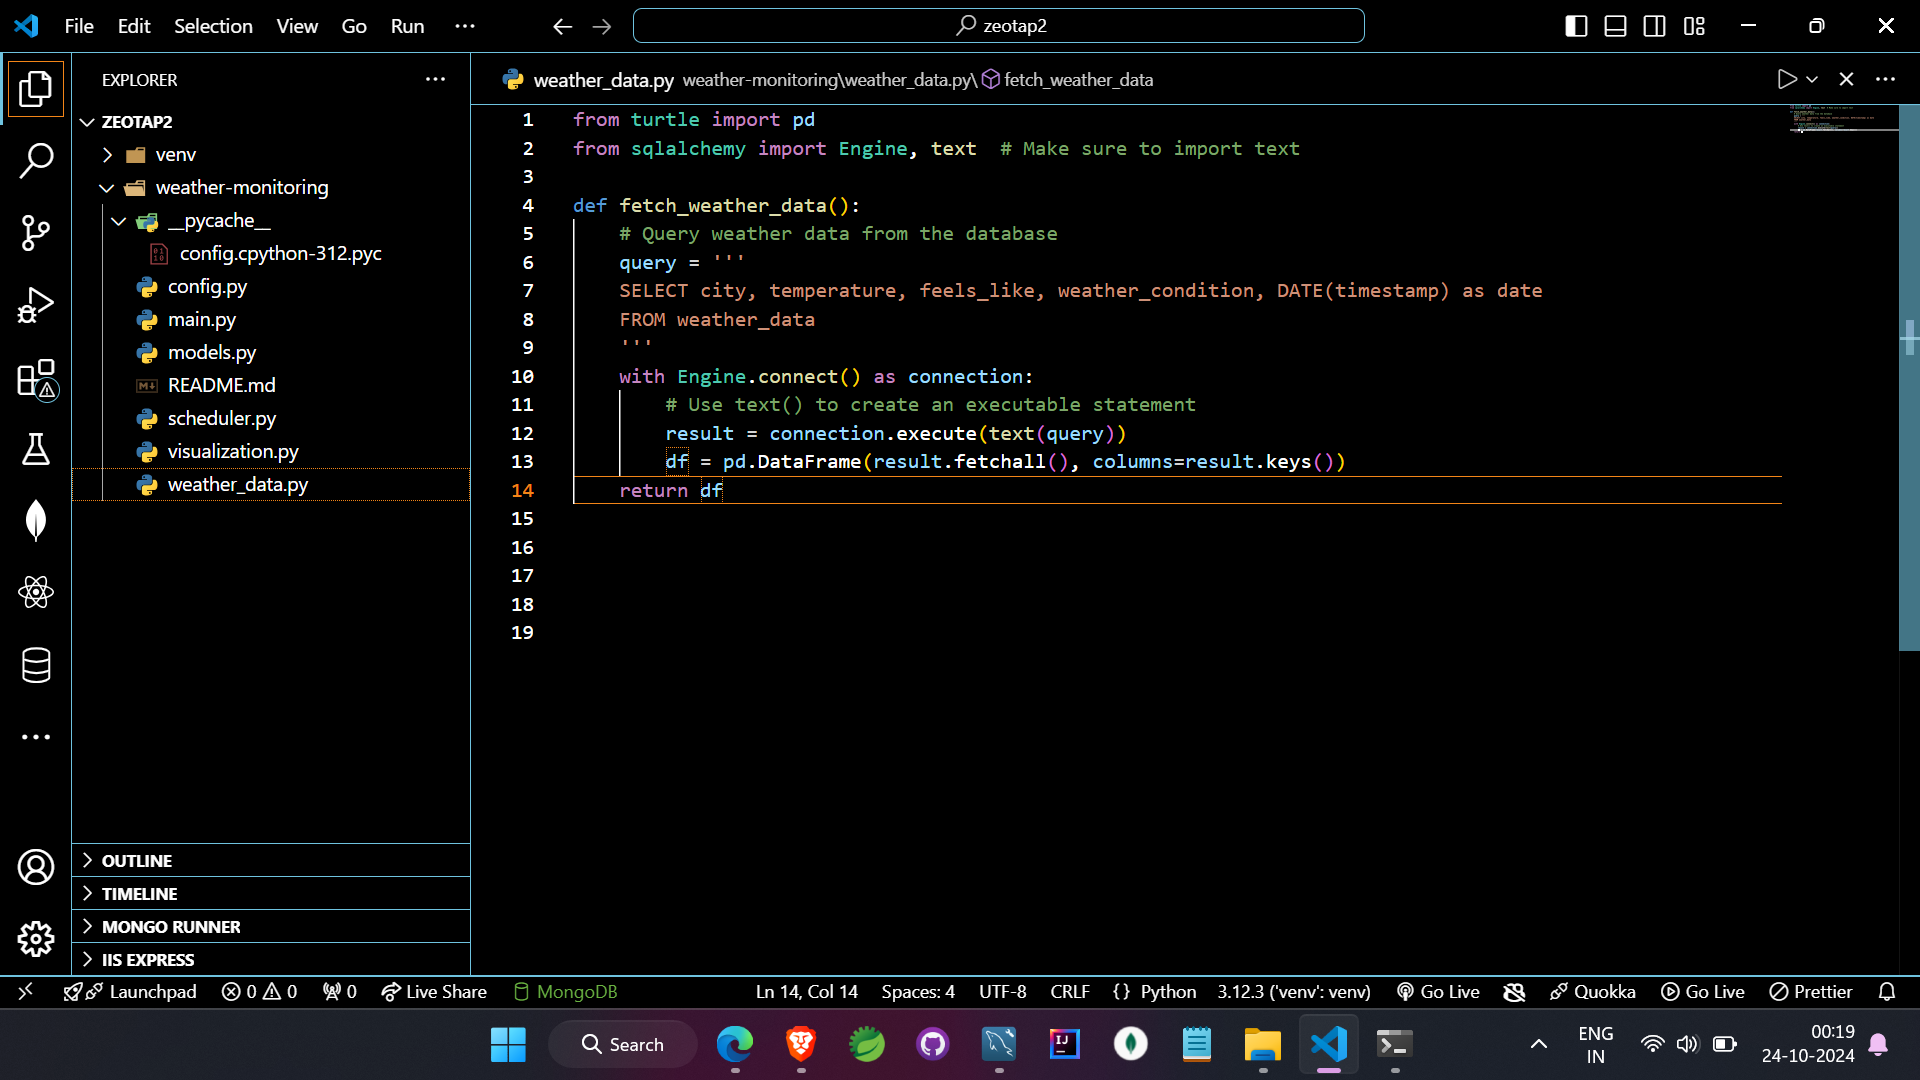 File Edit Selection View Go Run ···
zeotap2
EXPLORER
ZEOTAP2
venv
weather-monitoring
__pycache__
config.cpython-312.pyc
config.py
main.py
models.py
README.md
scheduler.py
visualization.py
weather_data.py
OUTLINE
TIMELINE
MONGO RUNNER
IIS EXPRESS
weather_data.py weather-monitoring\weather_data.py\ fetch_weather_data
1 from turtle import pd
2 from sqlalchemy import Engine, text  # Make sure to import text
3
4 def fetch_weather_data():
5     # Query weather data from the database
6     query = '''
7     SELECT city, temperature, feels_like, weather_condition, DATE(timestamp) as date
8     FROM weather_data
9     '''
10     with Engine.connect() as connection:
11         # Use text() to create an executable statement
12         result = connection.execute(text(query))
13         df = pd.DataFrame(result.fetchall(), columns=result.keys())
14     return df
15
16
17
18
19
Launchpad 0 0 0 Live Share MongoDB Ln 14, Col 14 Spaces: 4 UTF-8 CRLF {} Python 3.12.3 ('venv': venv) Go Live Quokka Go Live Prettier
Search
ENG
IN
00:19
24-10-2024